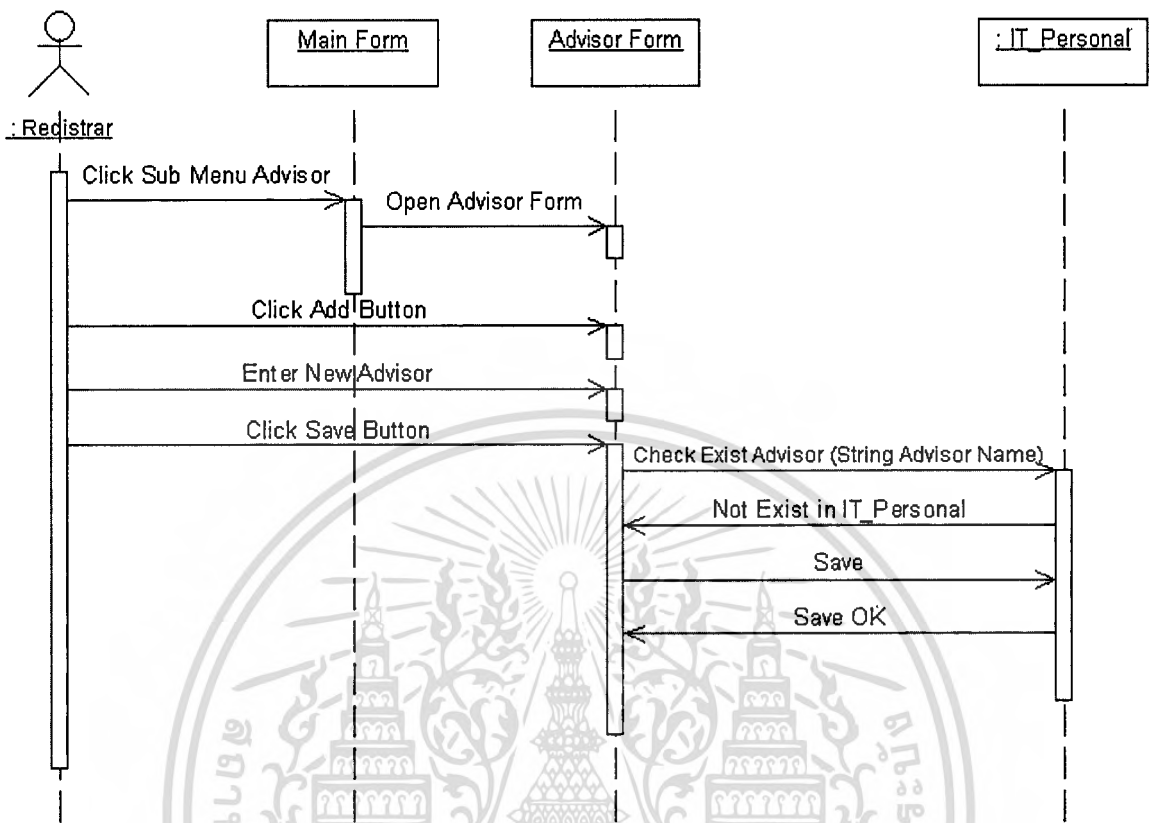 Main Form
Advisor Form
: IT_Personal
: Redistrar
Click Sub Menu Advisor
Open Advisor Form
Click Add Button
Enter New Advisor
Click Save Button
Check Exist Advisor (String Advisor Name)
Not Exist in IT_Personal
Save
Save OK